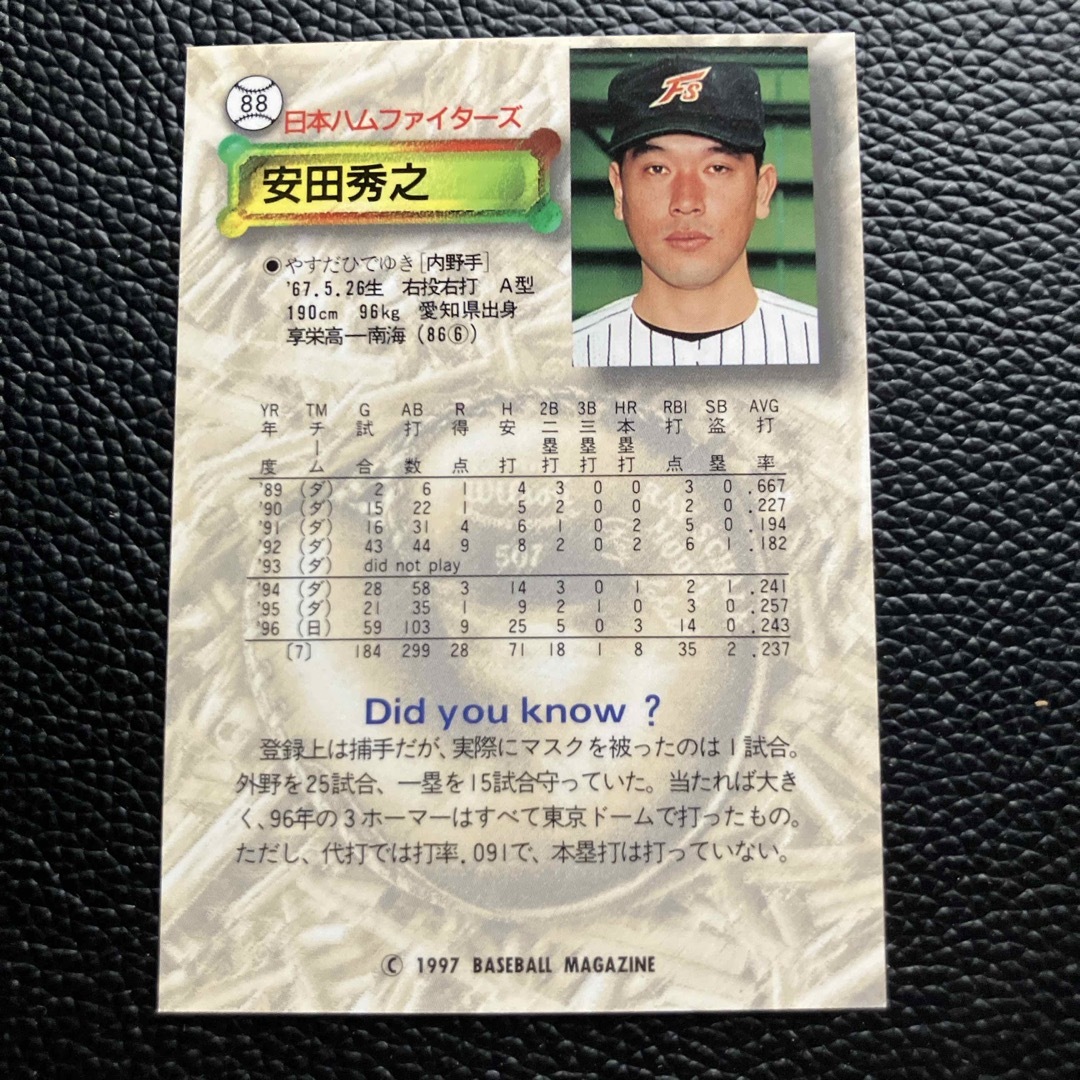 88
日本ハムファイターズ
安田秀之
Fs
●やすだひでゆき［内野手］
'67.5.26生 右投右打 A型
190cm 96kg 愛知県出身
享栄高―南海（86⑥）
YR TM G AB R H 2B 3B HR RBI SB AVG
年度 チーム 試合 打数 得点 安打 二塁打 三塁打 本塁打 打点 盗塁 打率
'89 (ダ) 2 6 1 4 3 0 0 3 0 .667
'90 (ダ) 15 22 1 5 2 0 0 2 0 .227
'91 (ダ) 16 31 4 6 1 0 2 5 0 .194
'92 (ダ) 43 44 9 8 2 0 2 6 1 .182
'93 (ダ) did not play
'94 (ダ) 28 58 3 14 3 0 1 2 1 .241
'95 (ダ) 21 35 1 9 2 1 0 3 0 .257
'96 (日) 59 103 9 25 5 0 3 14 0 .243
〔7〕 184 299 28 71 18 1 8 35 2 .237
Did you know ?
登録上は捕手だが、実際にマスクを被ったのは1試合。
外野を25試合、一塁を15試合守っていた。当たれば大き
く、96年の3ホーマーはすべて東京ドームで打ったもの。
ただし、代打では打率.091で、本塁打は打っていない。
© 1997 BASEBALL MAGAZINE